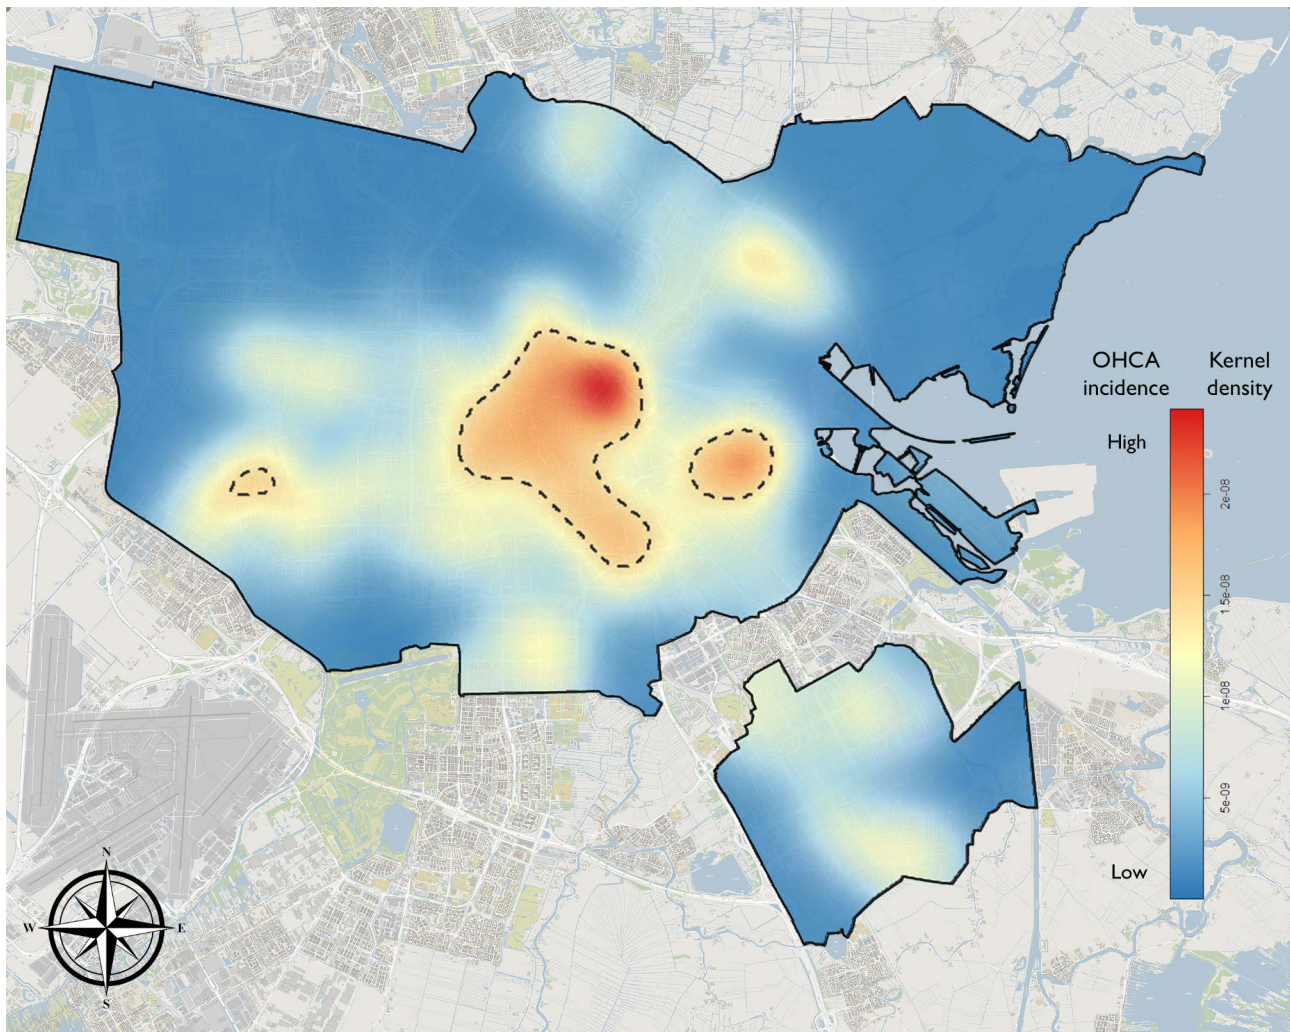 OHCA
incidence
Kernel
density
High
2e-08
1.5e-08
1e-08
5e-09
Low
N
W
E
S